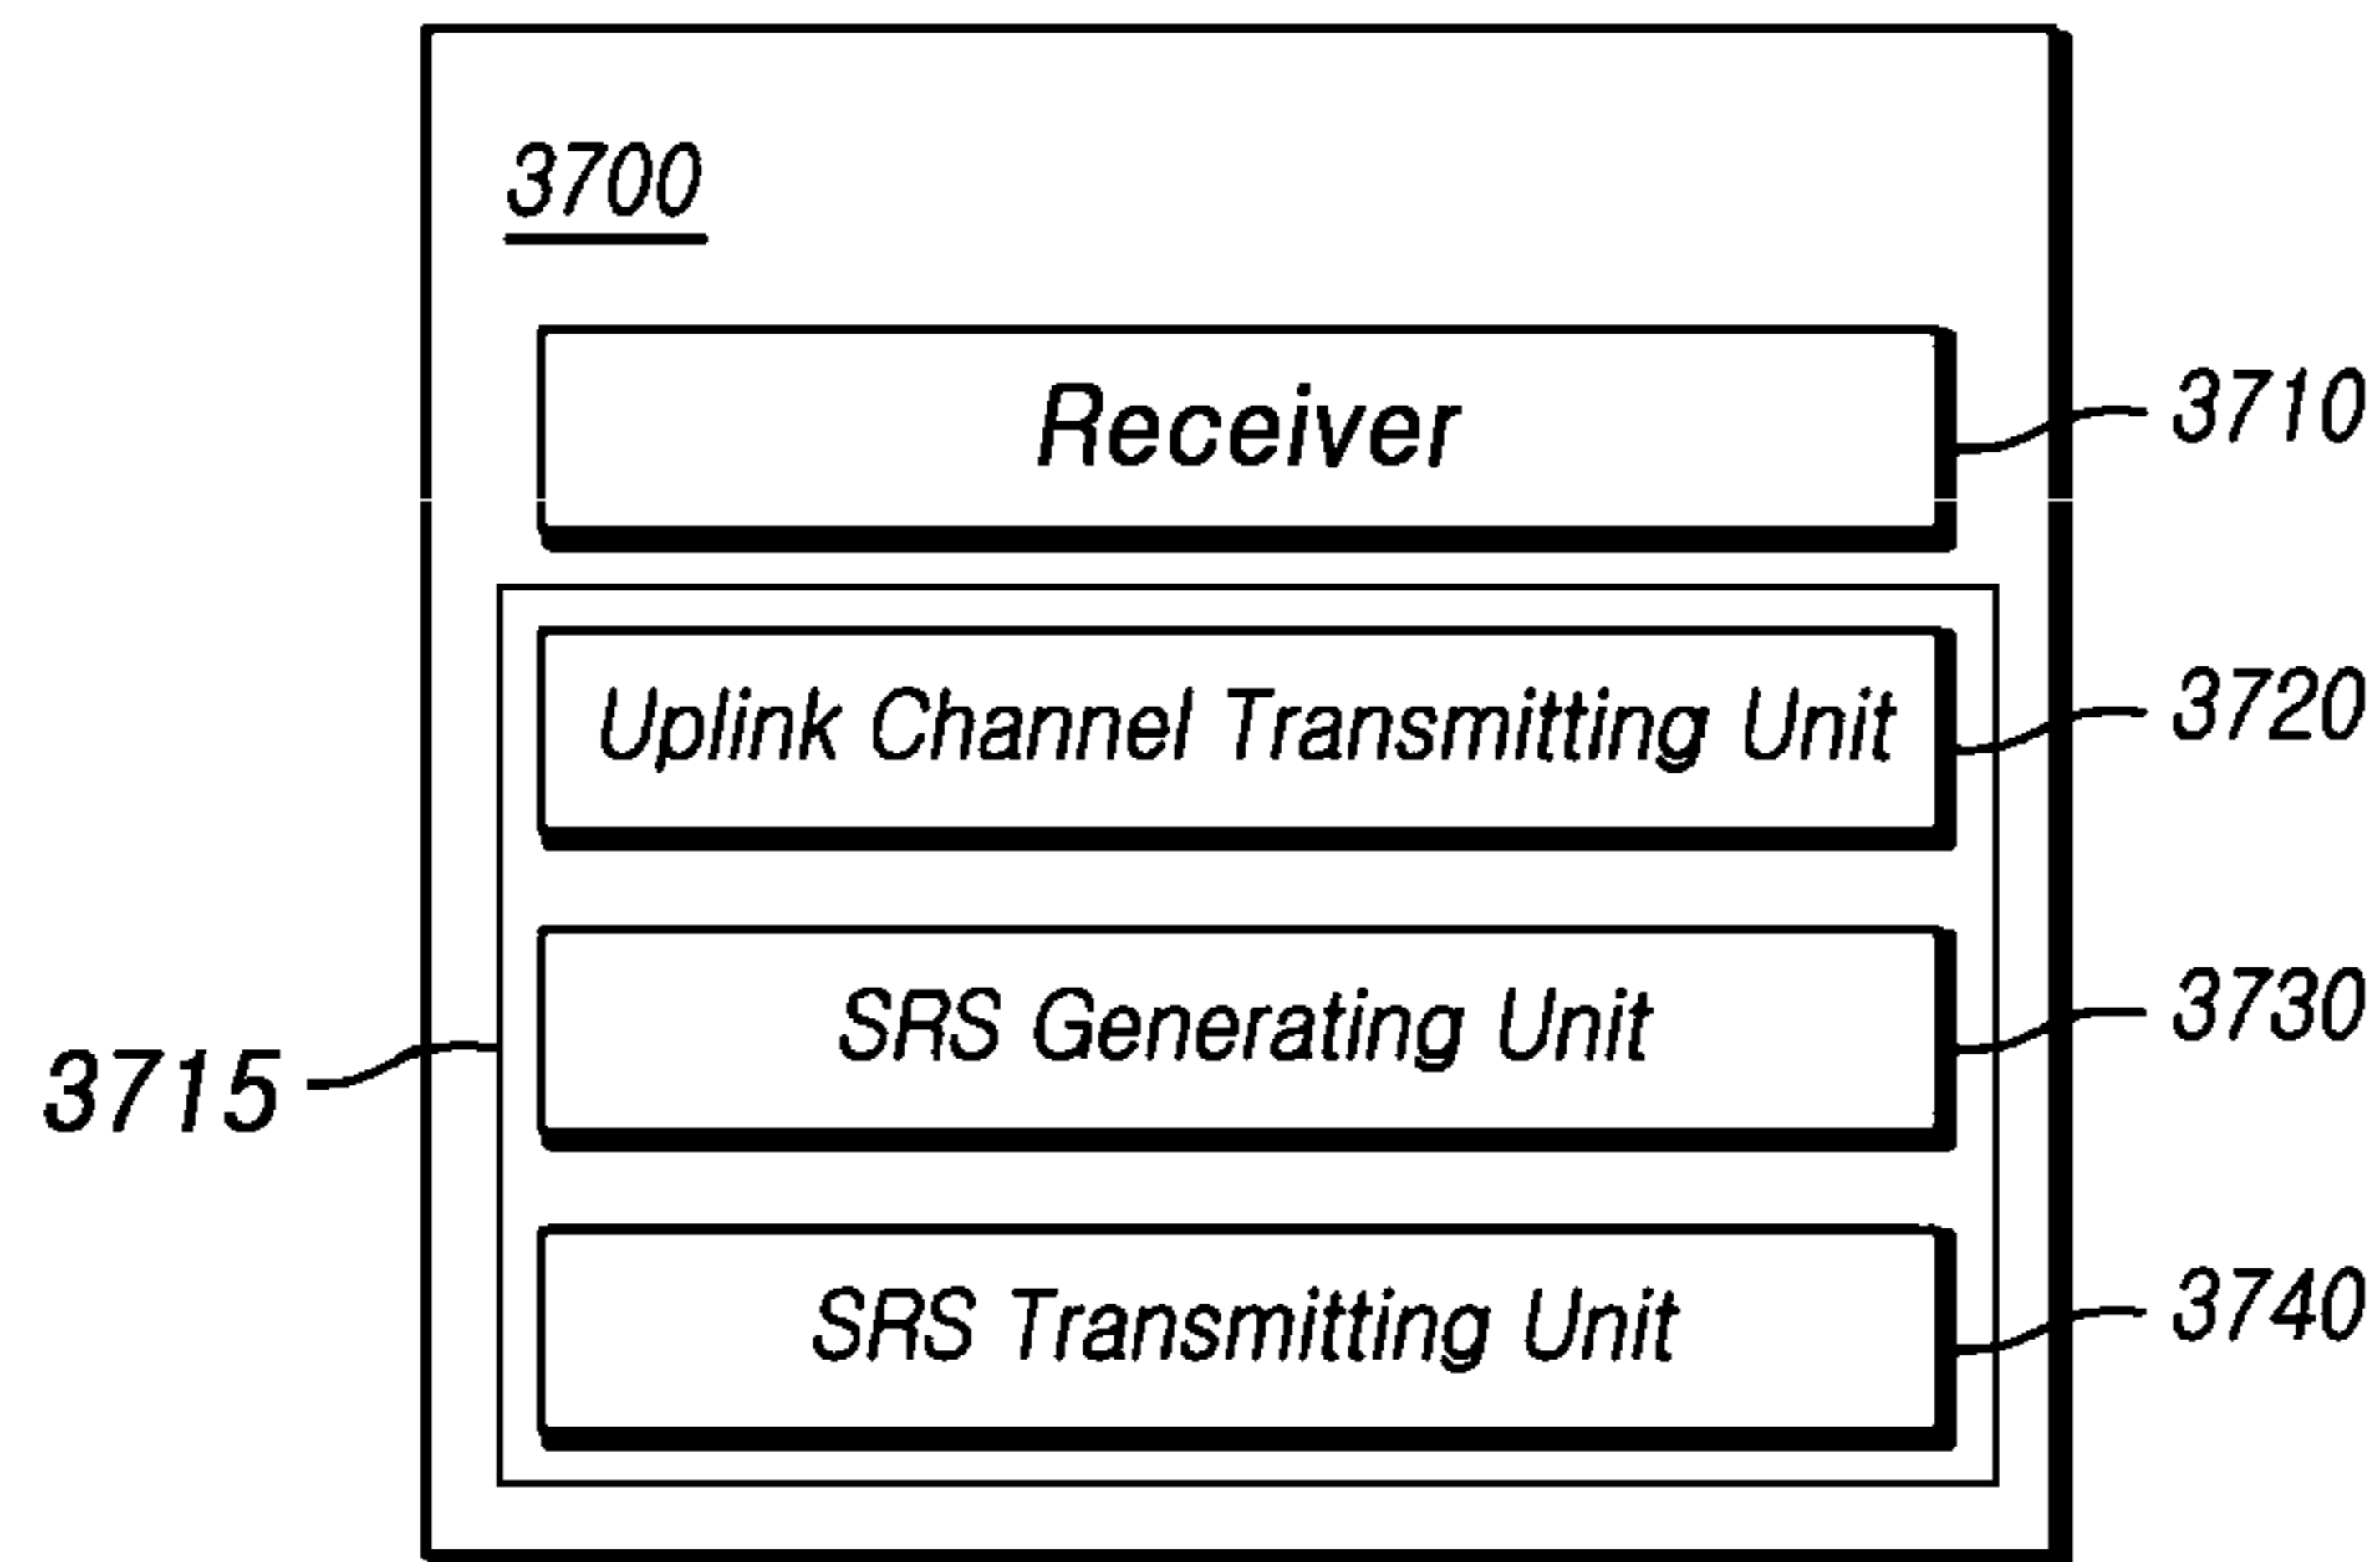 3700
Receiver
3710
Uplink Channel Transmitting Unit
3720
SRS Generating Unit
3730
3715
SRS Transmitting Unit
3740